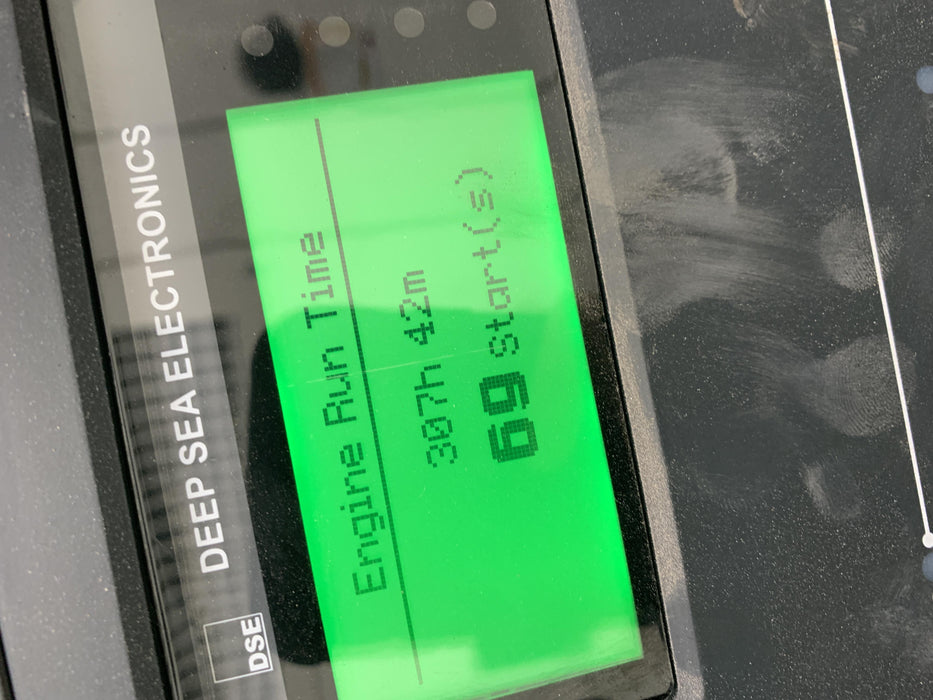 DSE
DEEP SEA ELECTRONICS
Engine Run Time
307h 42m
69 Start(s)